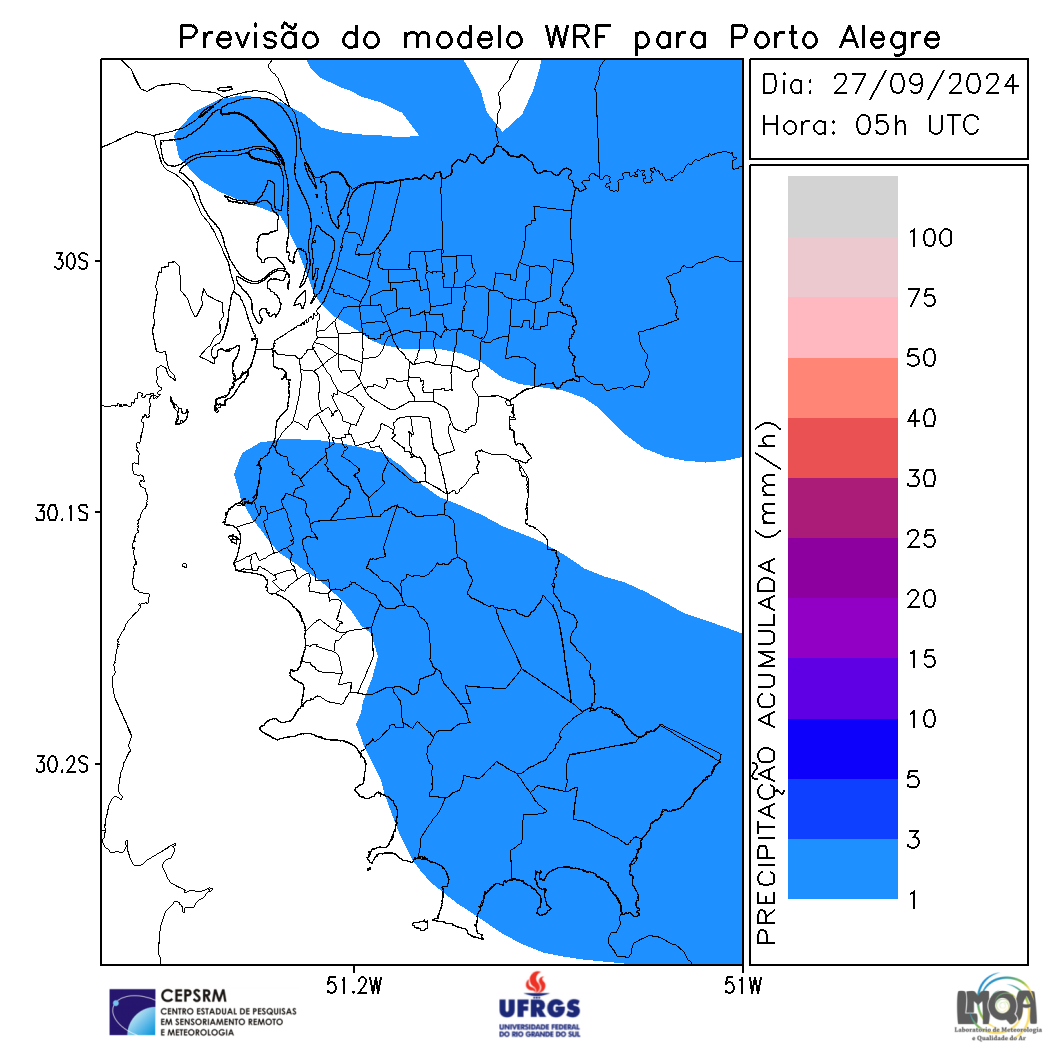 Previsão do modelo WRF para Porto Alegre
Dia: 27/09/2024
Hora: 05h UTC
30S
30.1S
30.2S
51.2W
51W
PRECIPITAÇÃO ACUMULADA (mm/h)
100
75
50
40
30
25
20
15
10
5
3
1
CEPSRM
CENTRO ESTADUAL DE PESQUISAS
EM SENSORIAMENTO REMOTO
E METEOROLOGIA
UFRGS
UNIVERSIDADE FEDERAL
DO RIO GRANDE DO SUL
LMQA
Laboratório de Meteorologia
e Qualidade do Ar